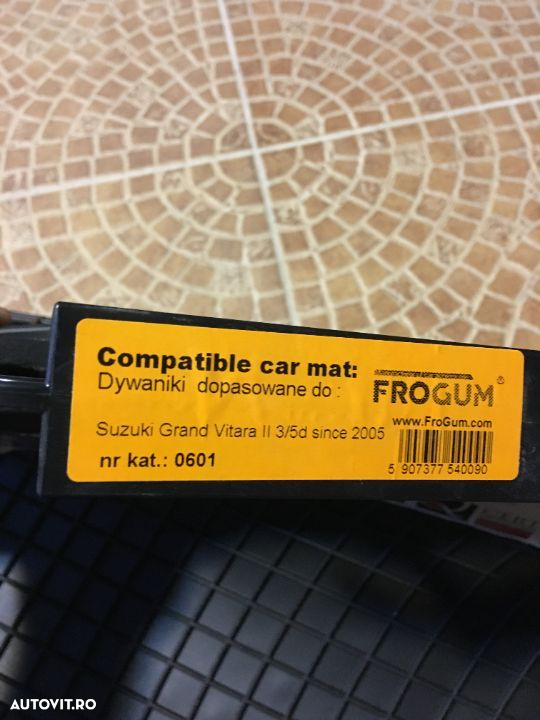 Compatible car mat:
Dywaniki dopasowane do :
FROGUM®
www.FroGum.com
Suzuki Grand Vitara II 3/5d since 2005
nr kat.: 0601
5 907377 540090
AUTOVIT.RO